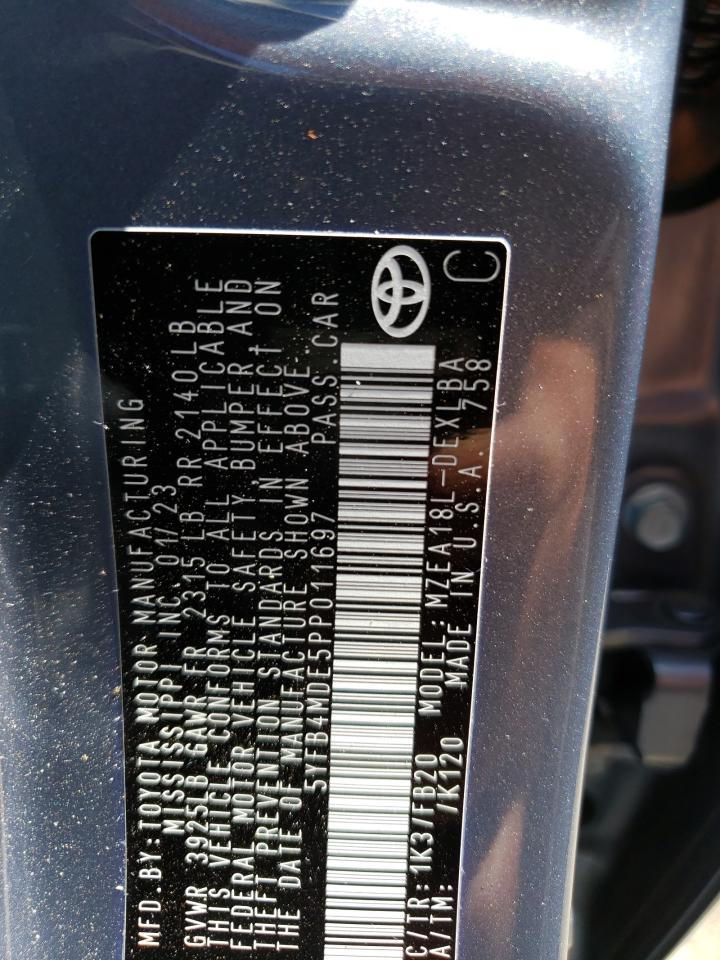 MFD.BY:TOYOTA MOTOR MANUFACTURING
MISSISSIPPI INC 01/23
GVWR 3925LB GAWR FR 2315LB RR 2140LB
THIS VEHICLE CONFORMS TO ALL APPLICABLE
FEDERAL MOTOR VEHICLE SAFETY BUMPER AND
THEFT PREVENTION STANDARDS IN EFFECT ON
THE DATE OF MANUFACTURE SHOWN ABOVE.
5YFB4MDE5PP011697 PASS.CAR
C/TR: 1K3/FB20 MODEL:MZEA18L-DEXLBA
A/TM: /K120 MADE IN U.S.A. 758
C